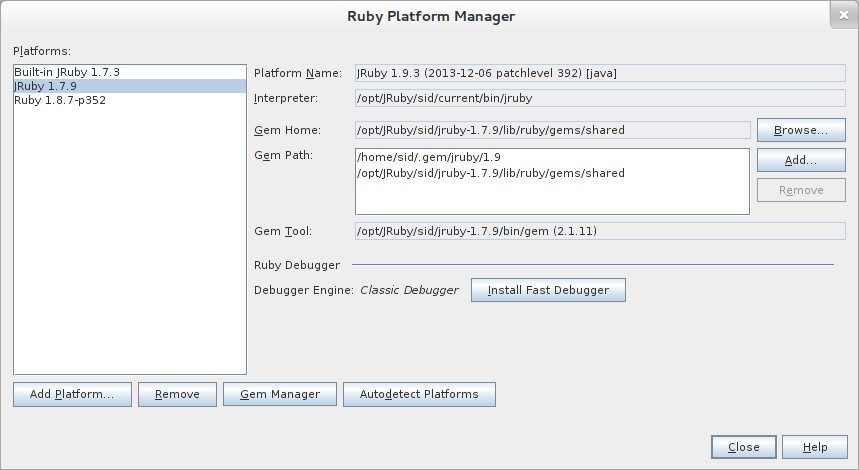 Ruby Platform Manager
Platforms:
Built-in JRuby 1.7.3
JRuby 1.7.9
Ruby 1.8.7-p352
Platform Name: JRuby 1.9.3 (2013-12-06 patchlevel 392) [java]
Interpreter: /opt/JRuby/sid/current/bin/jruby
Gem Home: /opt/JRuby/sid/jruby-1.7.9/lib/ruby/gems/shared Browse...
Gem Path: /home/sid/.gem/jruby/1.9 Add...
/opt/JRuby/sid/jruby-1.7.9/lib/ruby/gems/shared
Remove
Gem Tool: /opt/JRuby/sid/jruby-1.7.9/bin/gem (2.1.11)
Ruby Debugger
Debugger Engine: Classic Debugger Install Fast Debugger
Add Platform... Remove Gem Manager Autodetect Platforms
Close Help